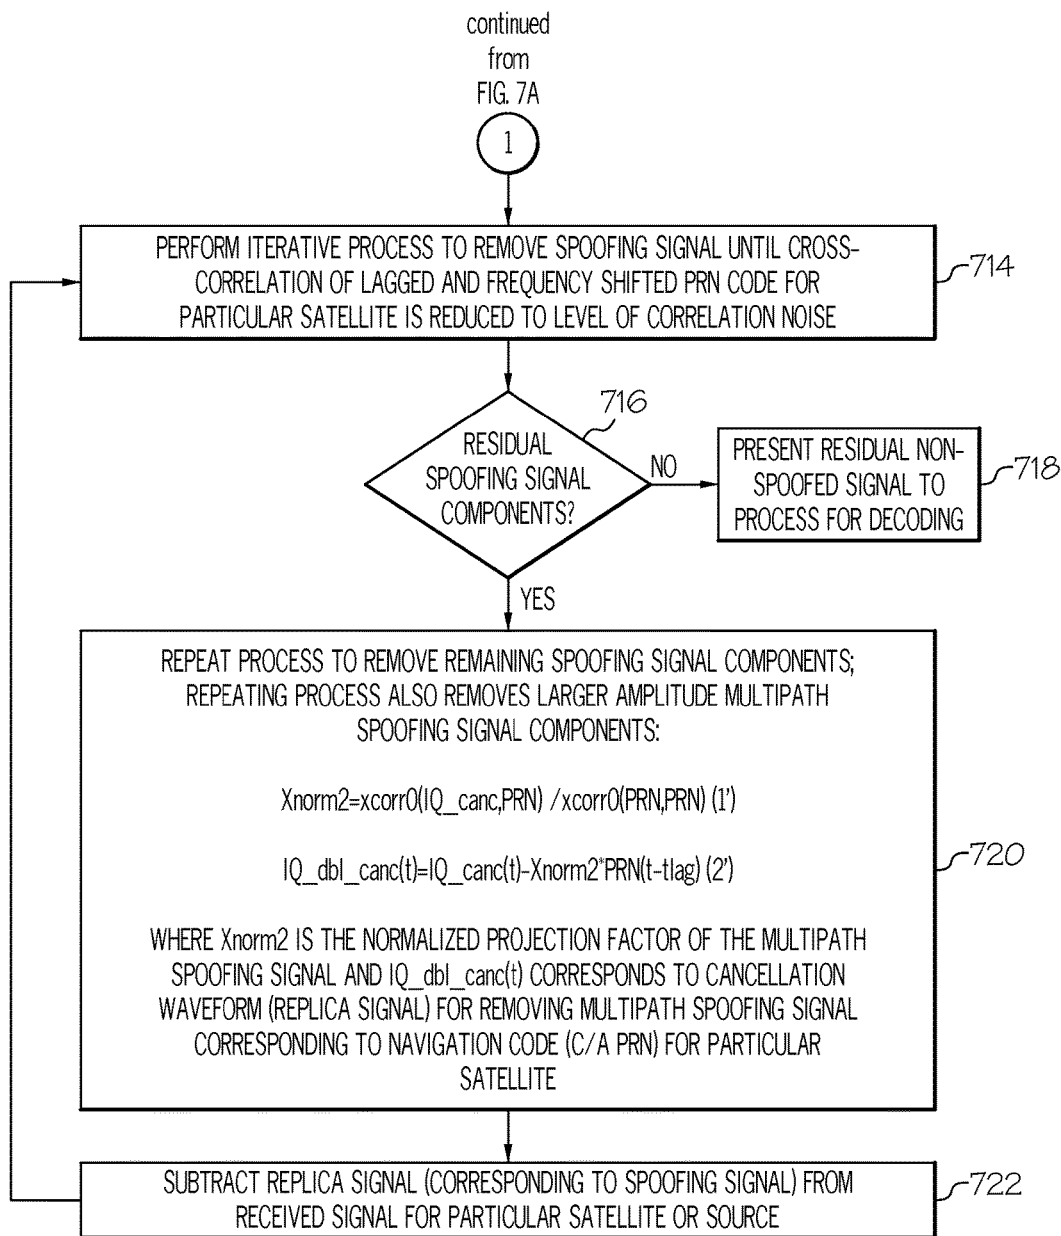 continued
from
FIG. 7A
1
PERFORM ITERATIVE PROCESS TO REMOVE SPOOFING SIGNAL UNTIL CROSS-
CORRELATION OF LAGGED AND FREQUENCY SHIFTED PRN CODE FOR
PARTICULAR SATELLITE IS REDUCED TO LEVEL OF CORRELATION NOISE
714
716
RESIDUAL
SPOOFING SIGNAL
COMPONENTS?
NO
PRESENT RESIDUAL NON-
SPOOFED SIGNAL TO
PROCESS FOR DECODING
718
YES
REPEAT PROCESS TO REMOVE REMAINING SPOOFING SIGNAL COMPONENTS;
REPEATING PROCESS ALSO REMOVES LARGER AMPLITUDE MULTIPATH
SPOOFING SIGNAL COMPONENTS:
Xnorm2=xcorr0(IQ_canc,PRN) /xcorr0(PRN,PRN) (1')
IQ_dbl_canc(t)=IQ_canc(t)-Xnorm2*PRN(t-tlag) (2')
WHERE Xnorm2 IS THE NORMALIZED PROJECTION FACTOR OF THE MULTIPATH
SPOOFING SIGNAL AND IQ_dbl_canc(t) CORRESPONDS TO CANCELLATION
WAVEFORM (REPLICA SIGNAL) FOR REMOVING MULTIPATH SPOOFING SIGNAL
CORRESPONDING TO NAVIGATION CODE (C/A PRN) FOR PARTICULAR
SATELLITE
720
SUBTRACT REPLICA SIGNAL (CORRESPONDING TO SPOOFING SIGNAL) FROM
RECEIVED SIGNAL FOR PARTICULAR SATELLITE OR SOURCE
722